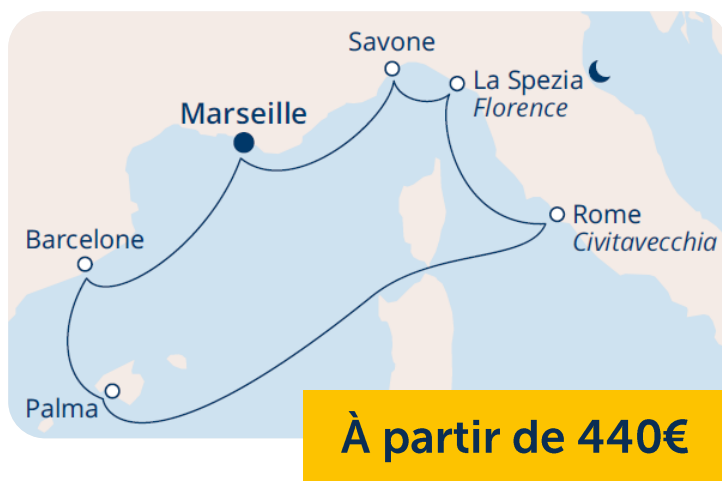 Savone
La Spezia
Florence
Marseille
Rome
Civitavecchia
Barcelone
Palma
À partir de 440€